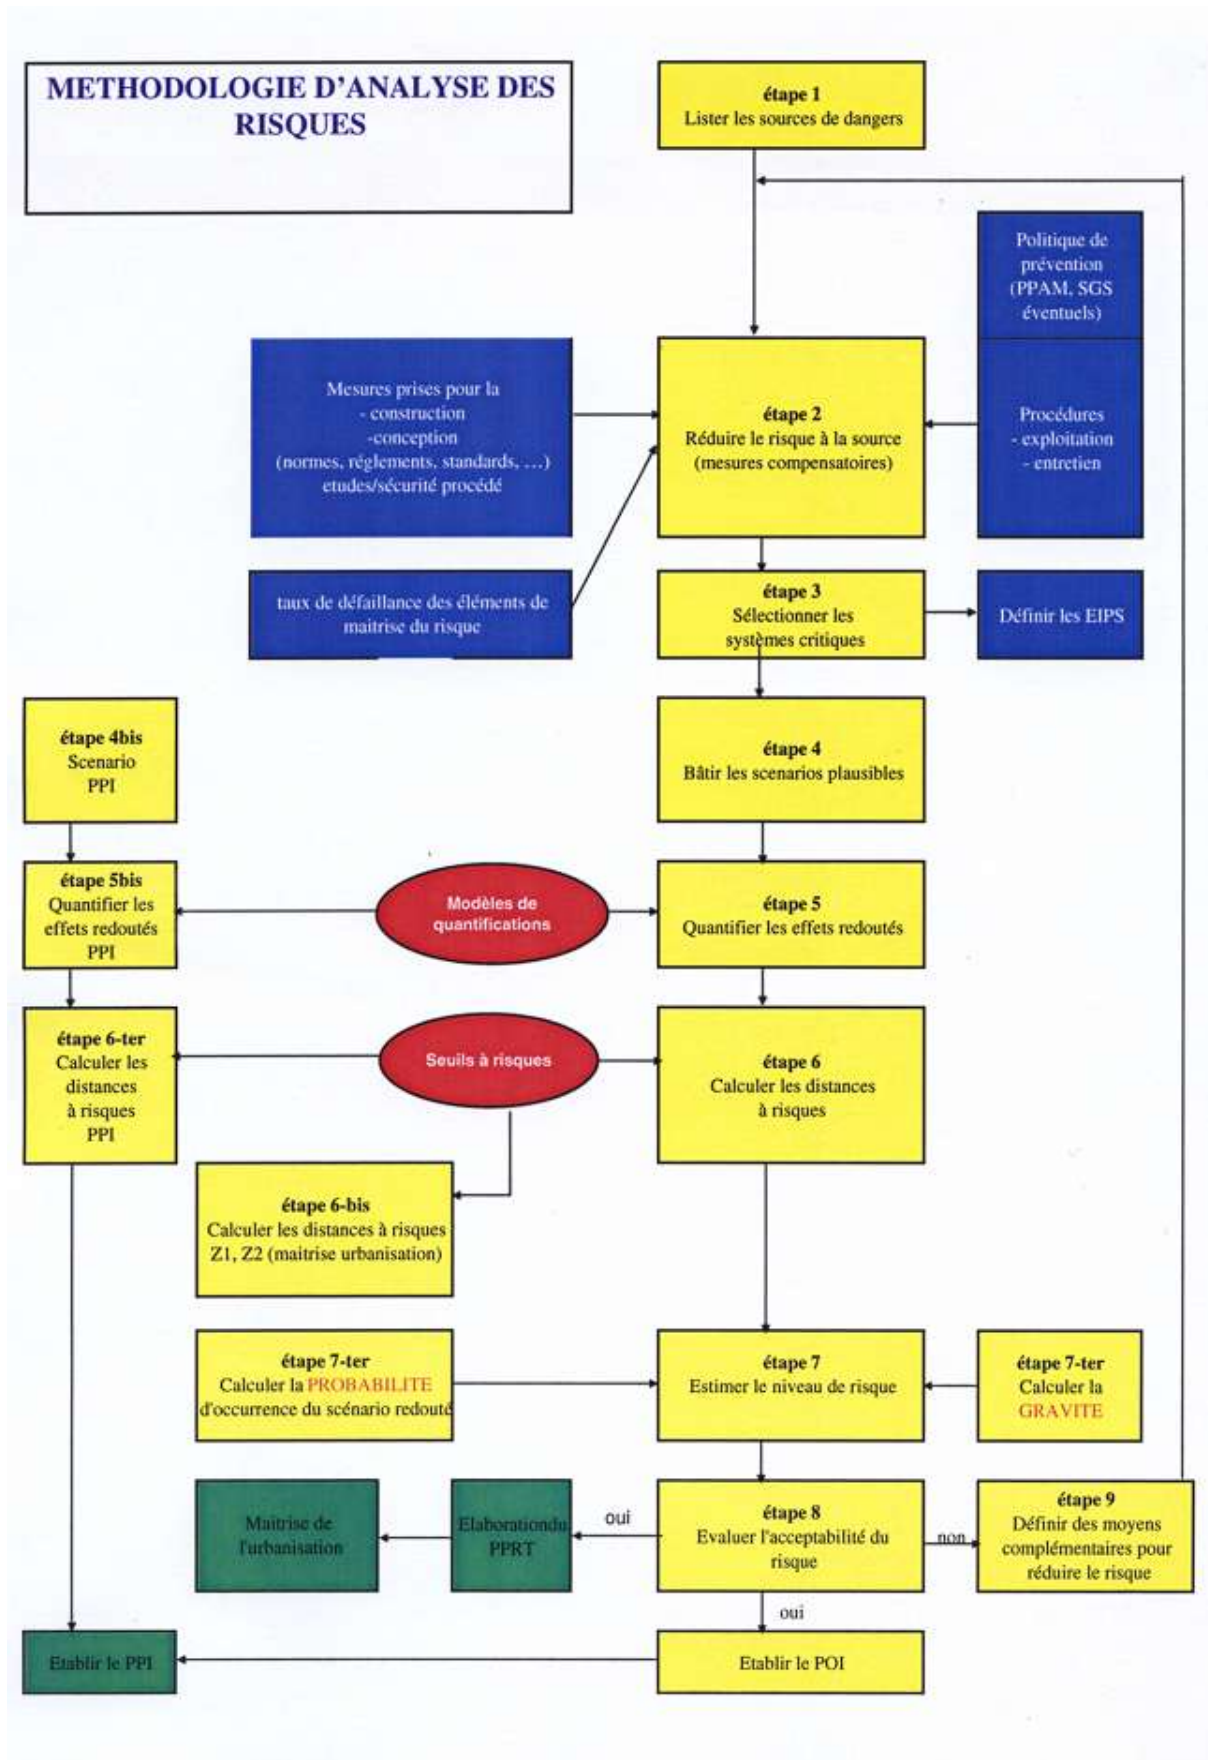 METHODOLOGIE D'ANALYSE DES
RISQUES
étape 1
Lister les sources de dangers
Politique de
prévention
(PPAM, SGS
éventuels)
Mesures prises pour la
- construction
-conception
(normes, réglements, standards, …)
etudes/sécurité procédé
étape 2
Réduire le risque à la source
(mesures compensatoires)
Procédures
- exploitation
- entretien
taux de défaillance des éléments de
maitrise du risque
étape 3
Sélectionner les
systèmes critiques
Définir les EIPS
étape 4bis
Scenario
PPI
étape 4
Bâtir les scenarios plausibles
étape 5bis
Quantifier les
effets redoutés
PPI
Modèles de
quantifications
étape 5
Quantifier les effets redoutés
étape 6-ter
Calculer les
distances
à risques
PPI
Seuils à risques
étape 6
Calculer les distances
à risques
étape 6-bis
Calculer les distances à risques
Z1, Z2 (maitrise urbanisation)
étape 7-ter
Calculer la PROBABILITE
d'occurrence du scénario redouté
étape 7
Estimer le niveau de risque
étape 7-ter
Calculer la
GRAVITE
Maitrise de
l'urbanisation
Elaborationdu
PPRT
oui
étape 8
Evaluer l'acceptabilité du
risque
non
étape 9
Définir des moyens
complémentaires pour
réduire le risque
oui
Etablir le PPI
Etablir le POI